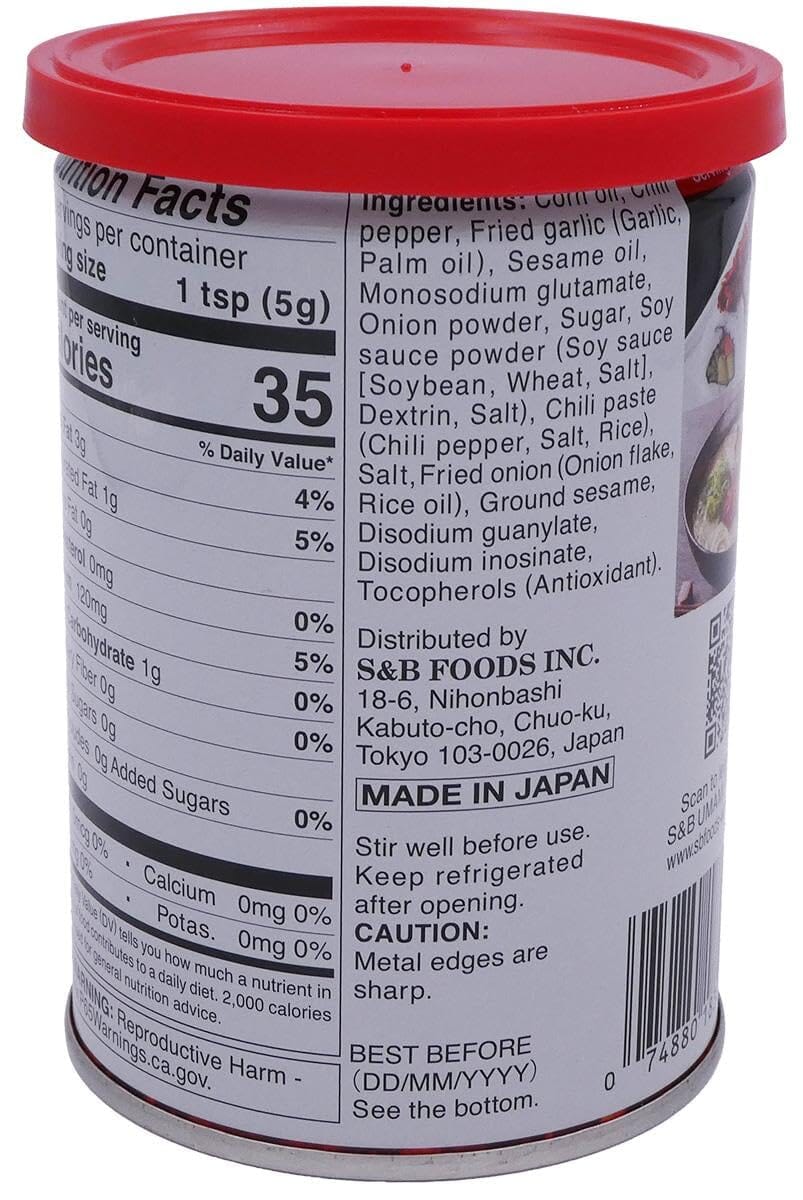 Facts
per container
size
1 tsp (5g)
per serving
35
% Daily Value*
3g
4%
Fat 1g
5%
Fat 0g
0mg
0%
120mg
5%
1g
0%
Fiber 0g
0%
Sugars 0g
0g Added Sugars
0%
0g
0% • Calcium 0mg 0%
0% • Potas. 0mg 0%
(DV) tells you how much a nutrient in
contributes to a daily diet. 2,000 calories
for general nutrition advice.
Reproductive Harm -
Warnings.ca.gov.
Ingredients: Corn oil, Chili
pepper, Fried garlic (Garlic,
Palm oil), Sesame oil,
Monosodium glutamate,
Onion powder, Sugar, Soy
sauce powder (Soy sauce
[Soybean, Wheat, Salt],
Dextrin, Salt), Chili paste
(Chili pepper, Salt, Rice),
Salt, Fried onion (Onion flake,
Rice oil), Ground sesame,
Disodium guanylate,
Disodium inosinate,
Tocopherols (Antioxidant).
Distributed by
S&B FOODS INC.
18-6, Nihonbashi
Kabuto-cho, Chuo-ku,
Tokyo 103-0026, Japan
MADE IN JAPAN
Stir well before use.
Keep refrigerated
after opening.
CAUTION:
Metal edges are
sharp.
BEST BEFORE
(DD/MM/YYYY)
See the bottom.
Scan to
S&B
0 74880